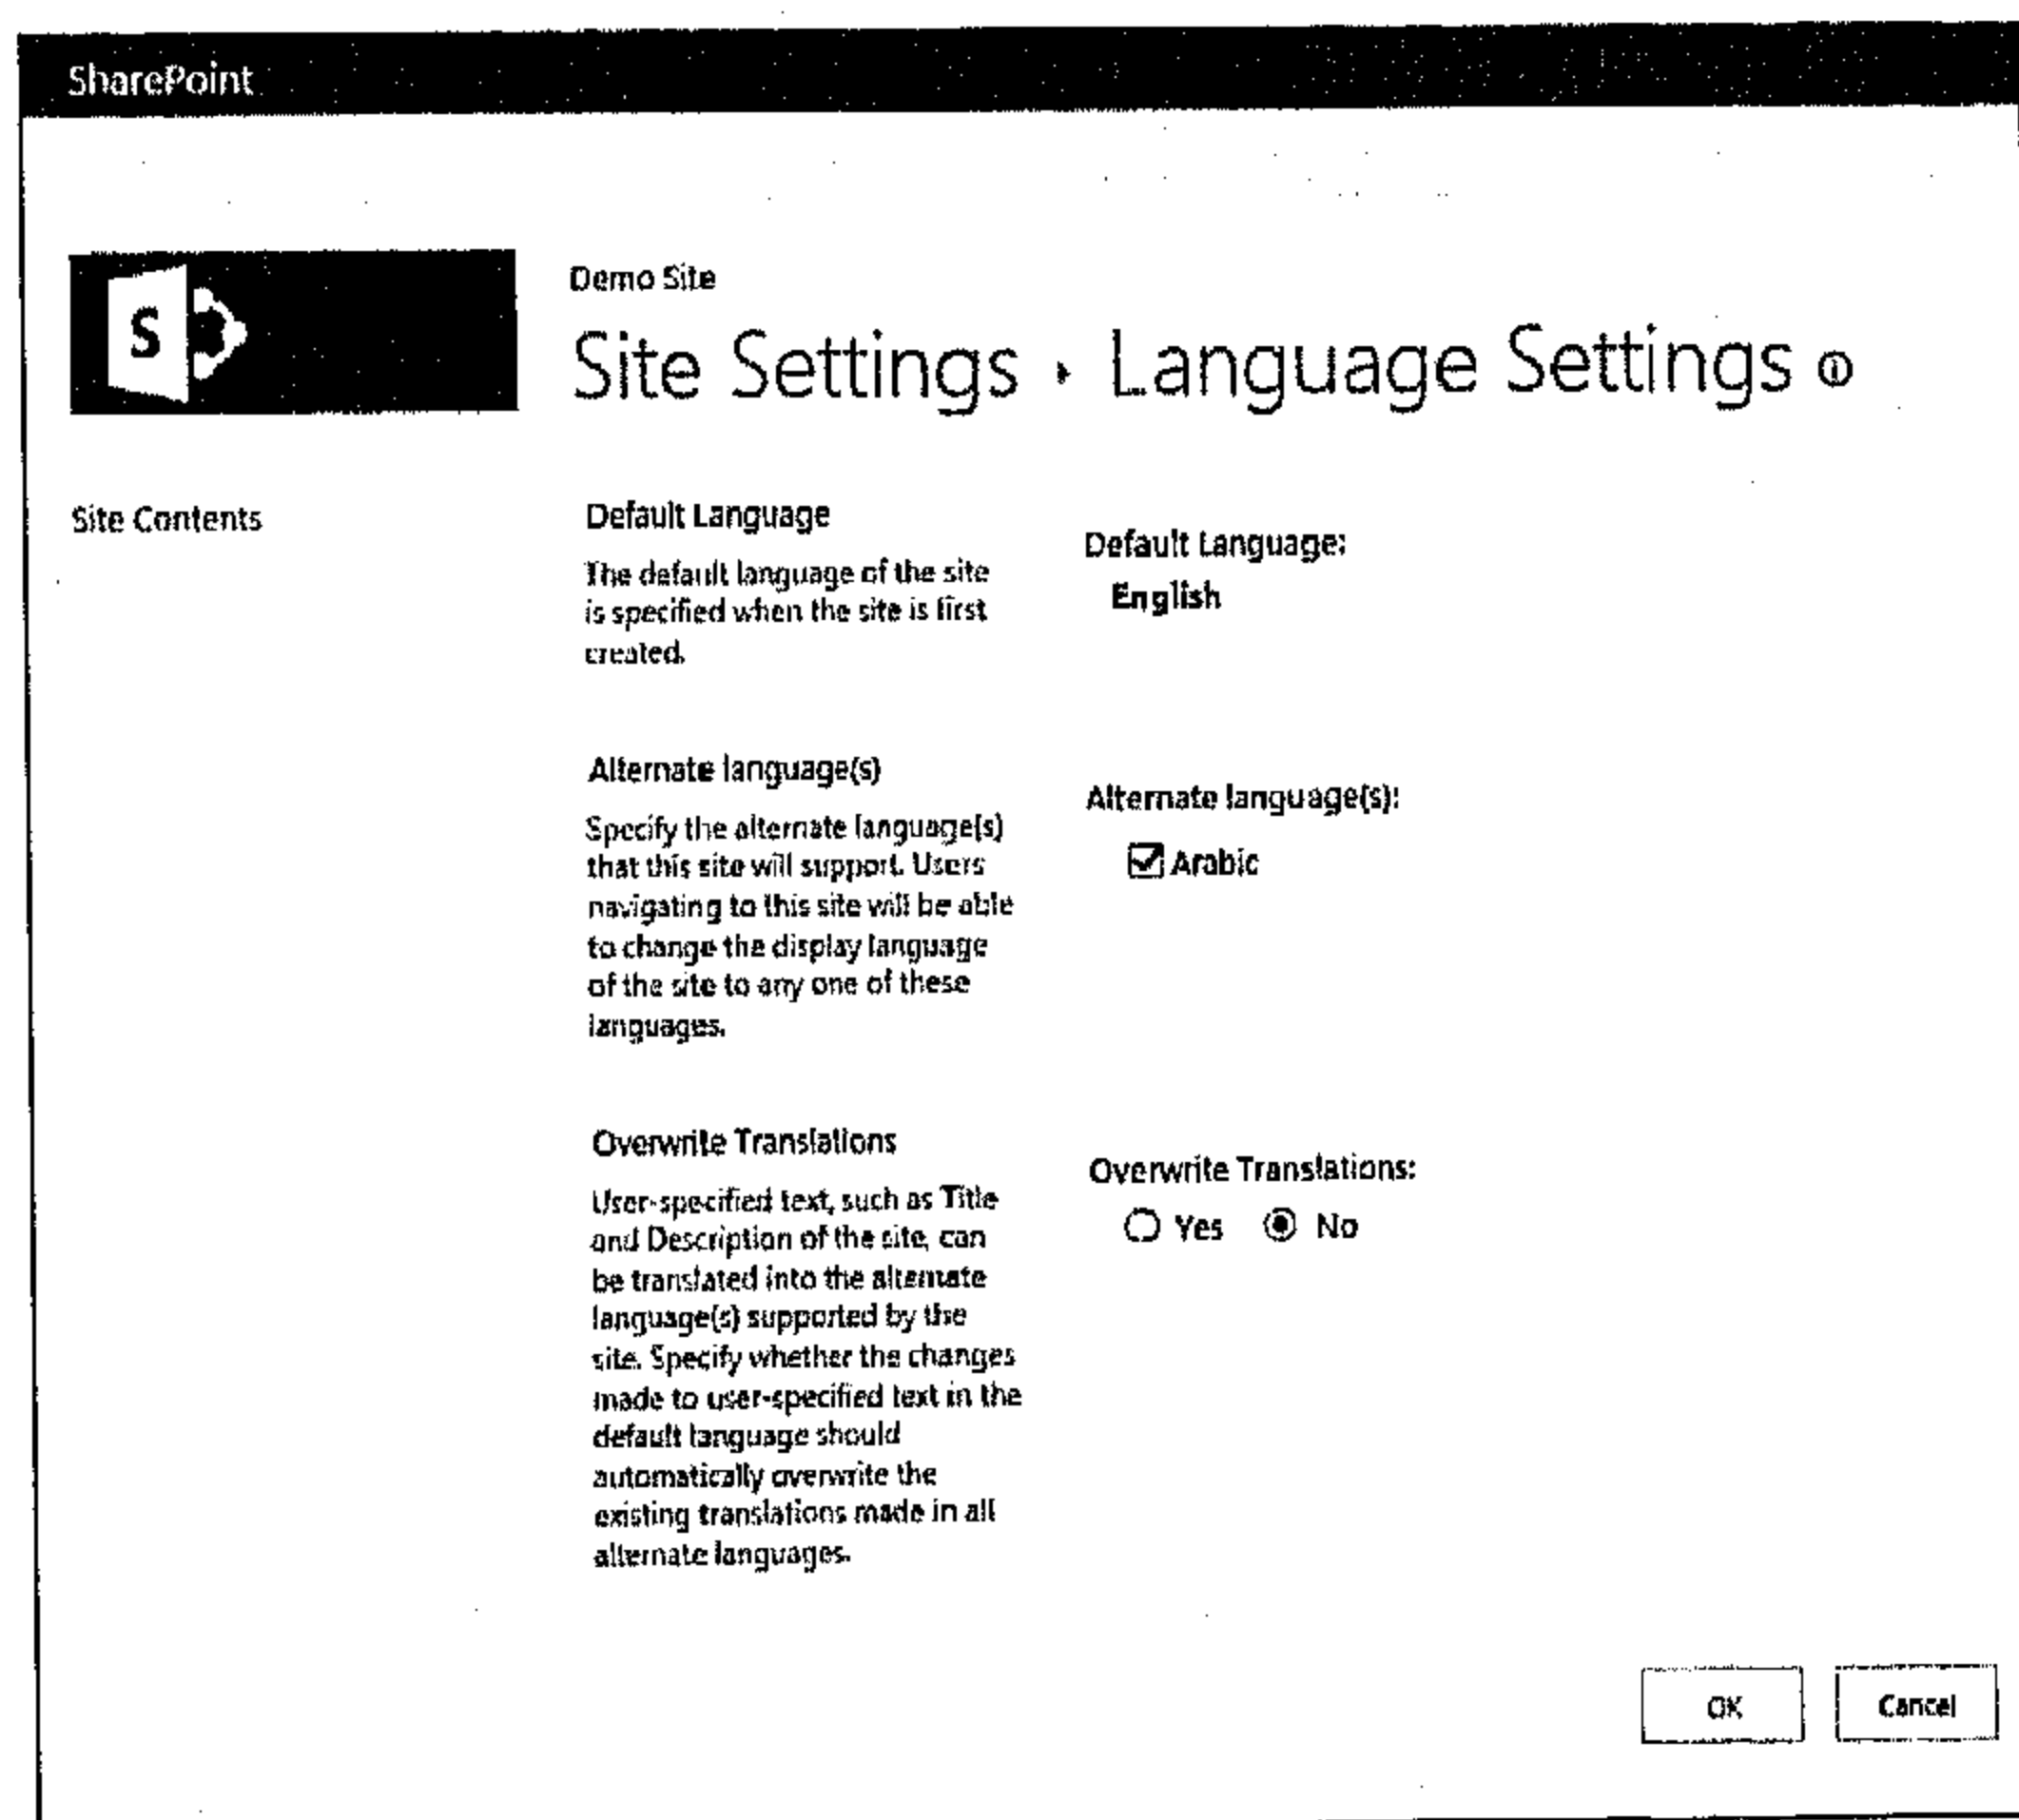 SharePoint
S
Demo Site
Site Settings ▸ Language Settings ⓘ
Site Contents
Default Language
The default language of the site
is specified when the site is first
created.
Default Language:
English
Alternate language(s)
Specify the alternate language(s)
that this site will support. Users
navigating to this site will be able
to change the display language
of the site to any one of these
languages.
Alternate language(s):
Arabic
Overwrite Translations
User-specified text, such as Title
and Description of the site, can
be translated into the alternate
language(s) supported by the
site. Specify whether the changes
made to user-specified text in the
default language should
automatically overwrite the
existing translations made in all
alternate languages.
Overwrite Translations:
Yes No
OK Cancel